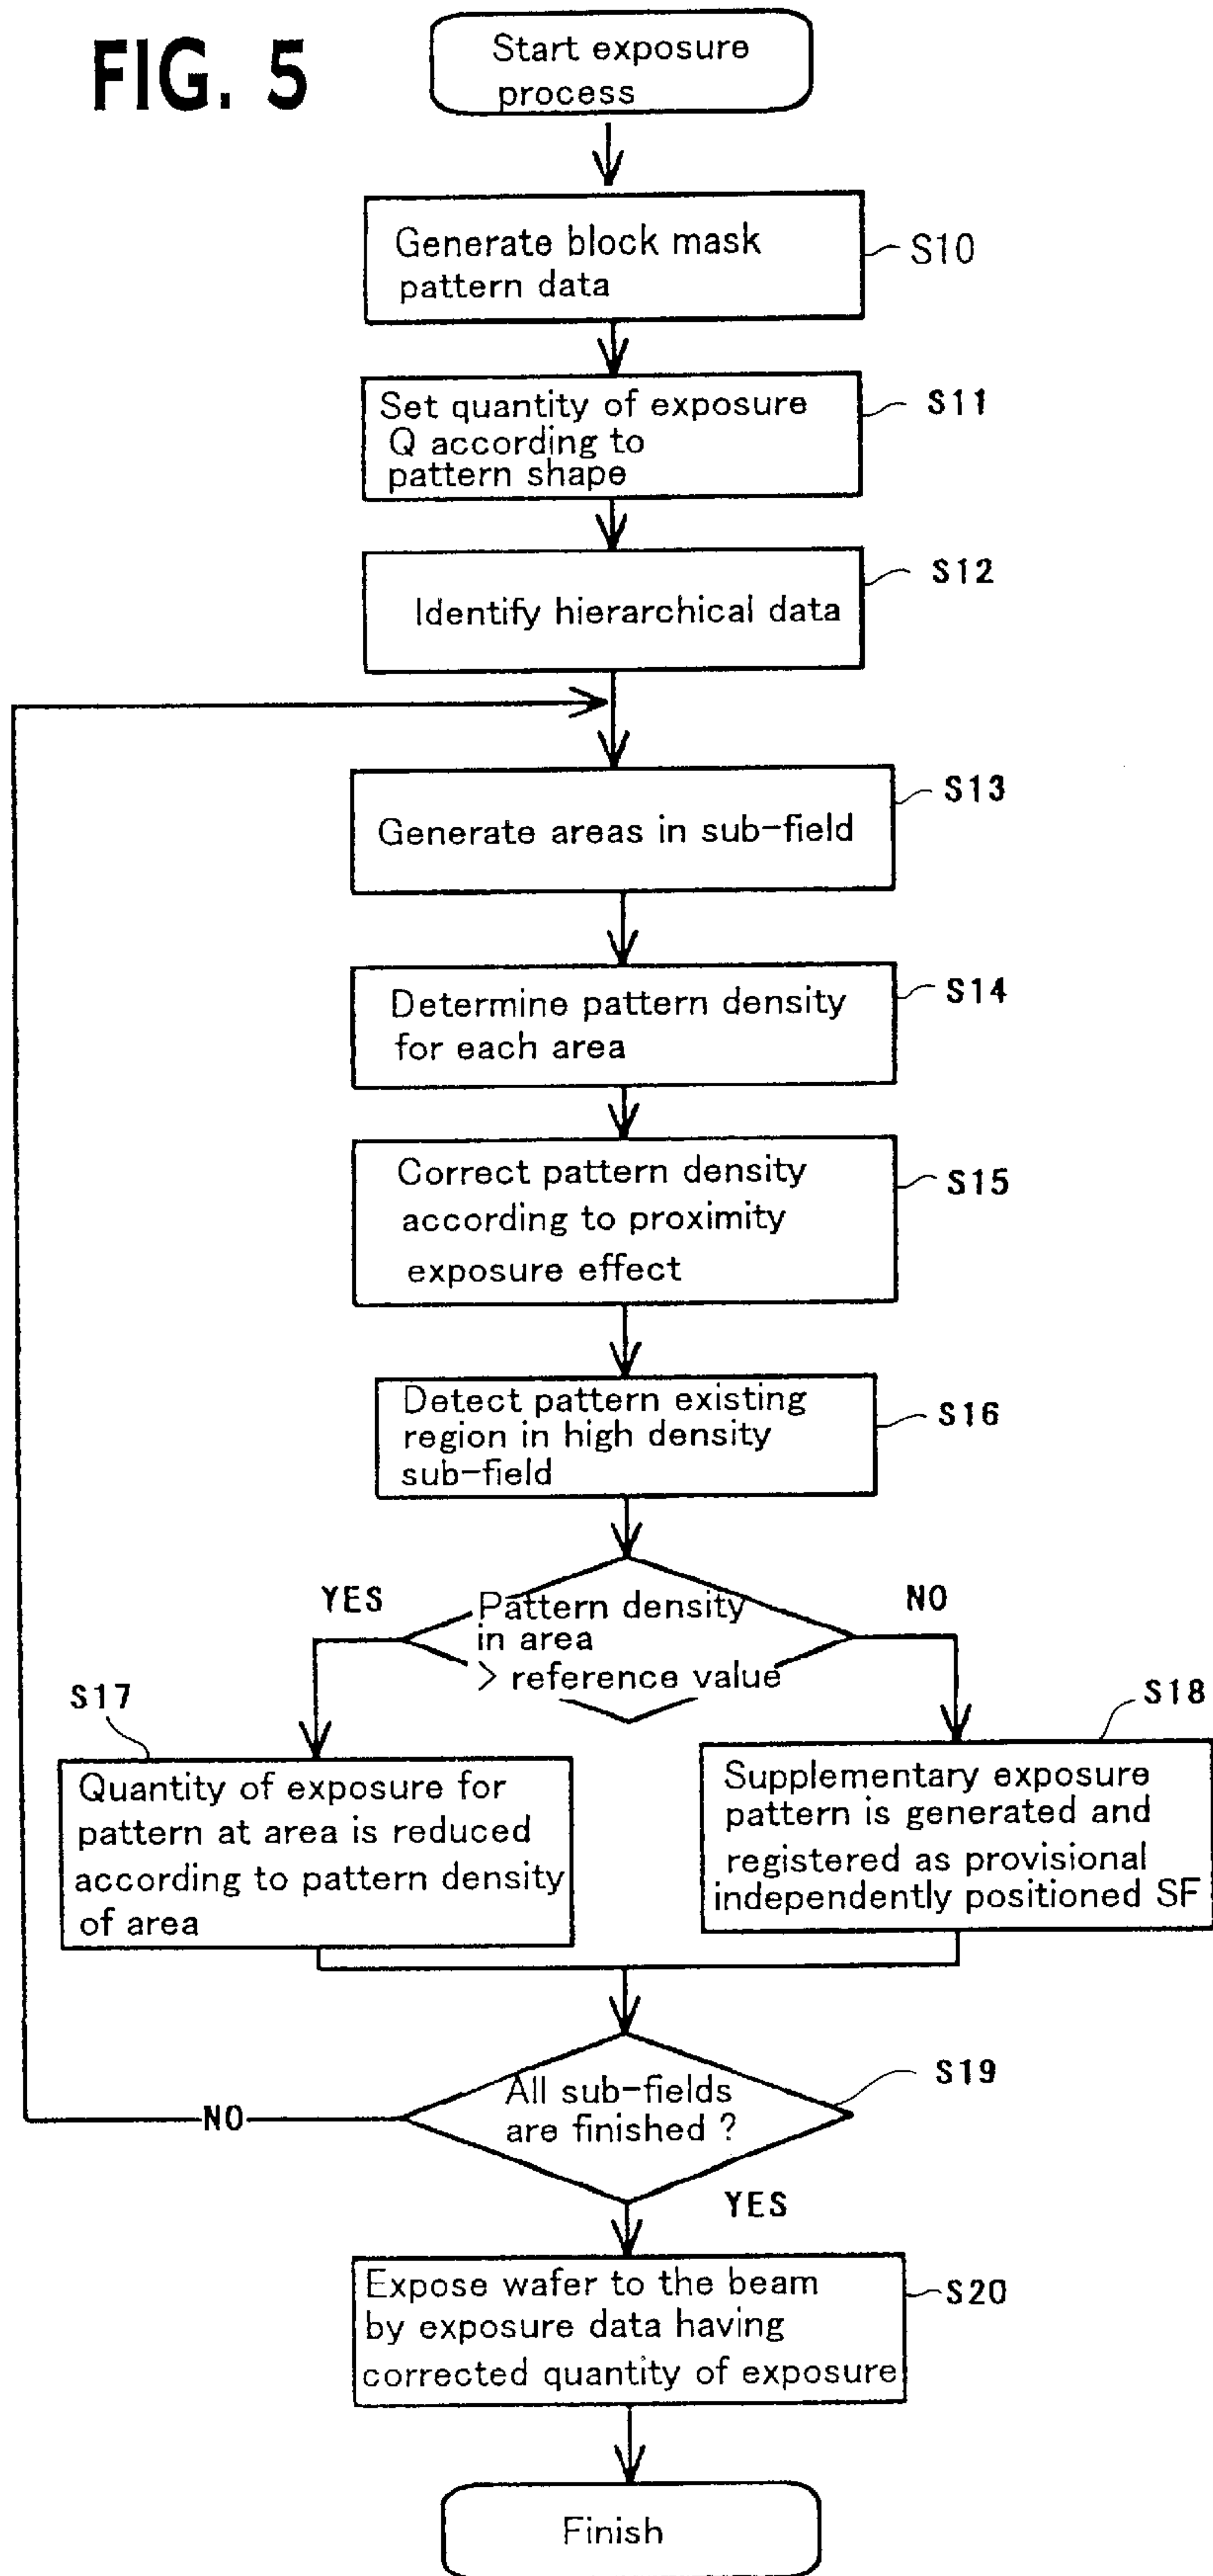 FIG. 5
Start exposure
process
Generate block mask
pattern data
S10
Set quantity of exposure
Q according to
pattern shape
S11
Identify hierarchical data
S12
Generate areas in sub-field
S13
Determine pattern density
for each area
S14
Correct pattern density
according to proximity
exposure effect
S15
Detect pattern existing
region in high density
sub-field
S16
Pattern density
in area
> reference value
YES
NO
S17
Quantity of exposure for
pattern at area is reduced
according to pattern density
of area
S18
Supplementary exposure
pattern is generated and
registered as provisional
independently positioned SF
All sub-fields
are finished ?
S19
NO
YES
Expose wafer to the beam
by exposure data having
corrected quantity of exposure
S20
Finish